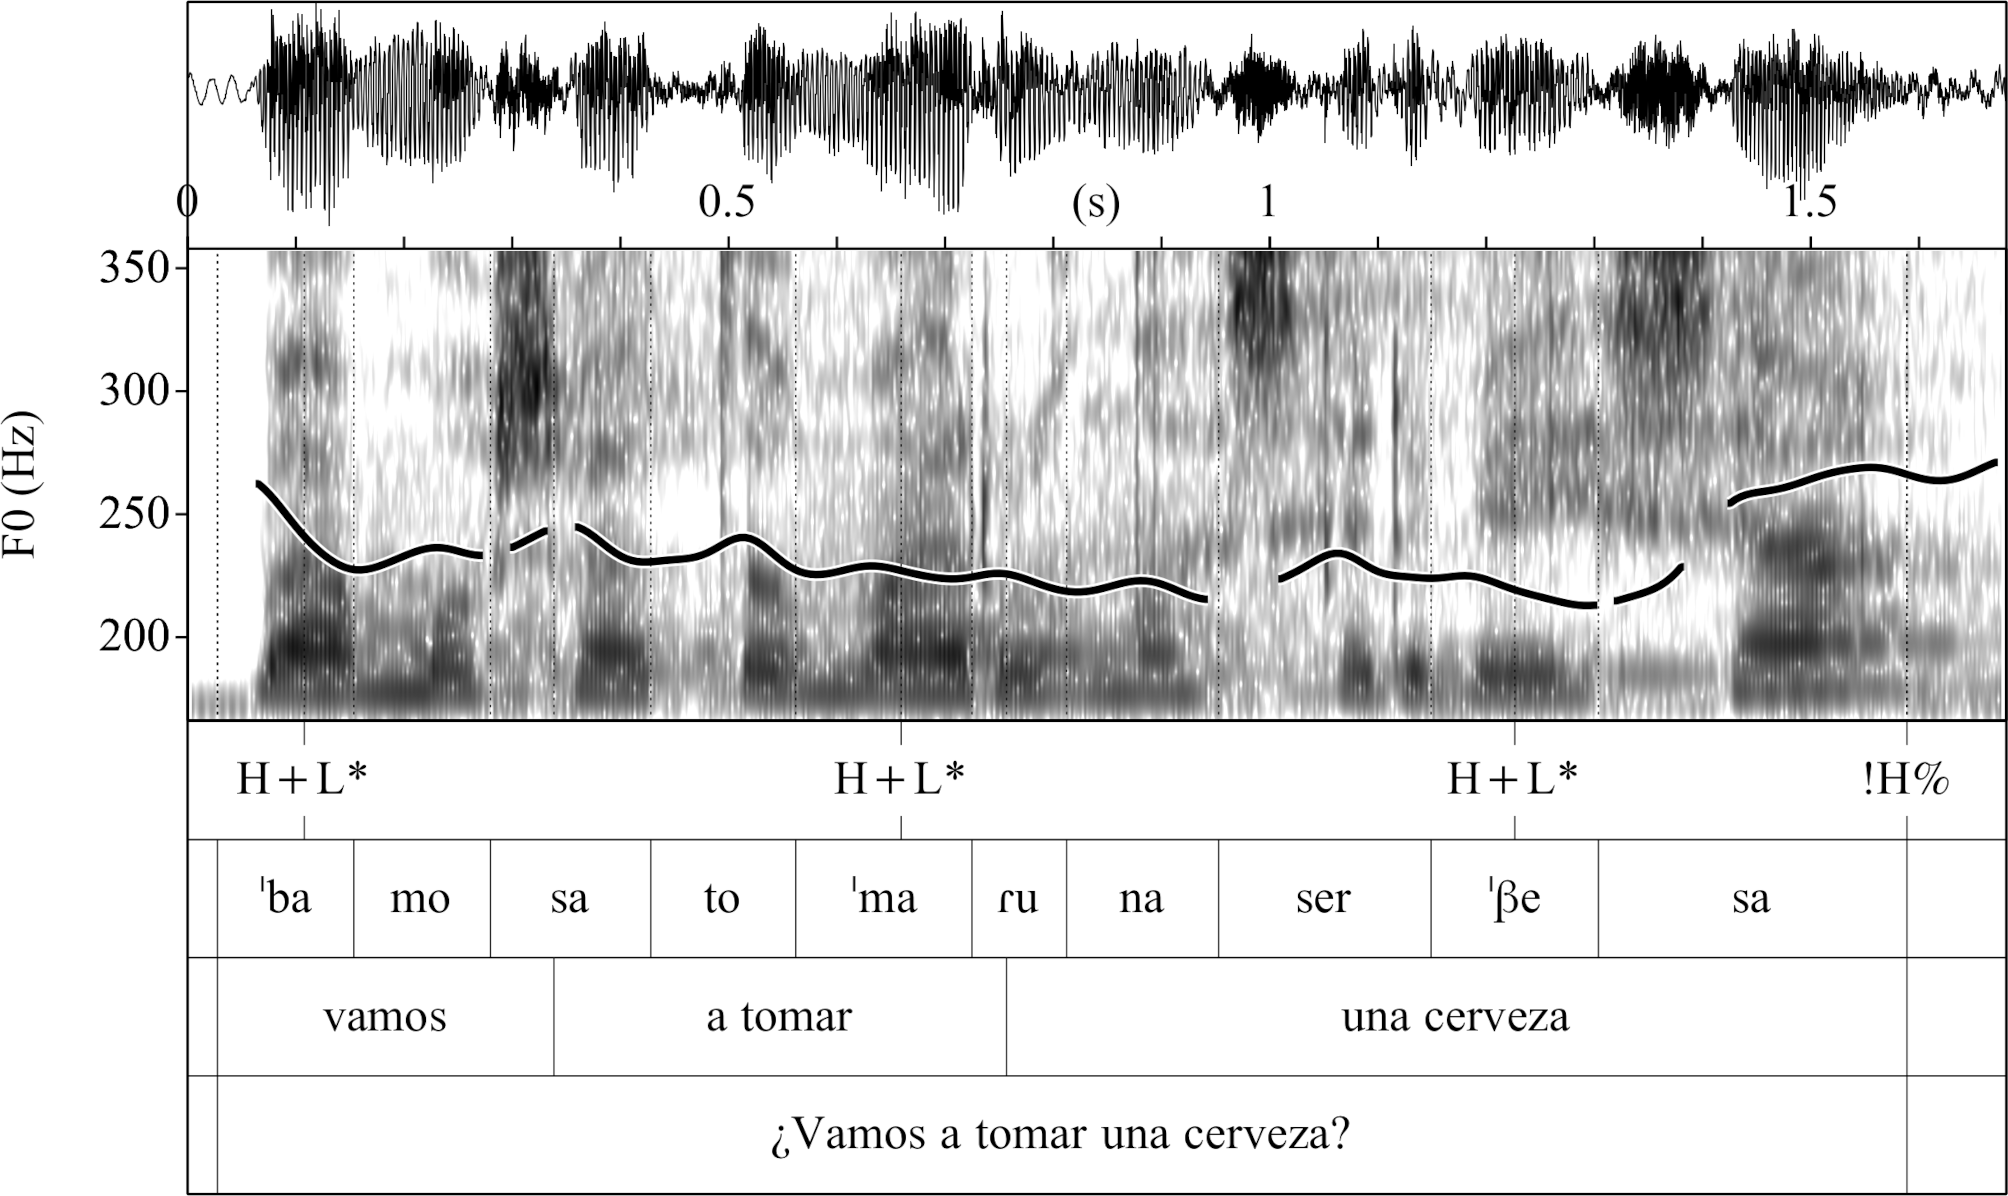 0 0.5 (s) 1 1.5
350
300
250
200
F0 (Hz)
H+L* H+L* H+L* !H%
ˈba mo sa to ˈma ɾu na ser ˈβe sa
vamos a tomar una cerveza
¿Vamos a tomar una cerveza?